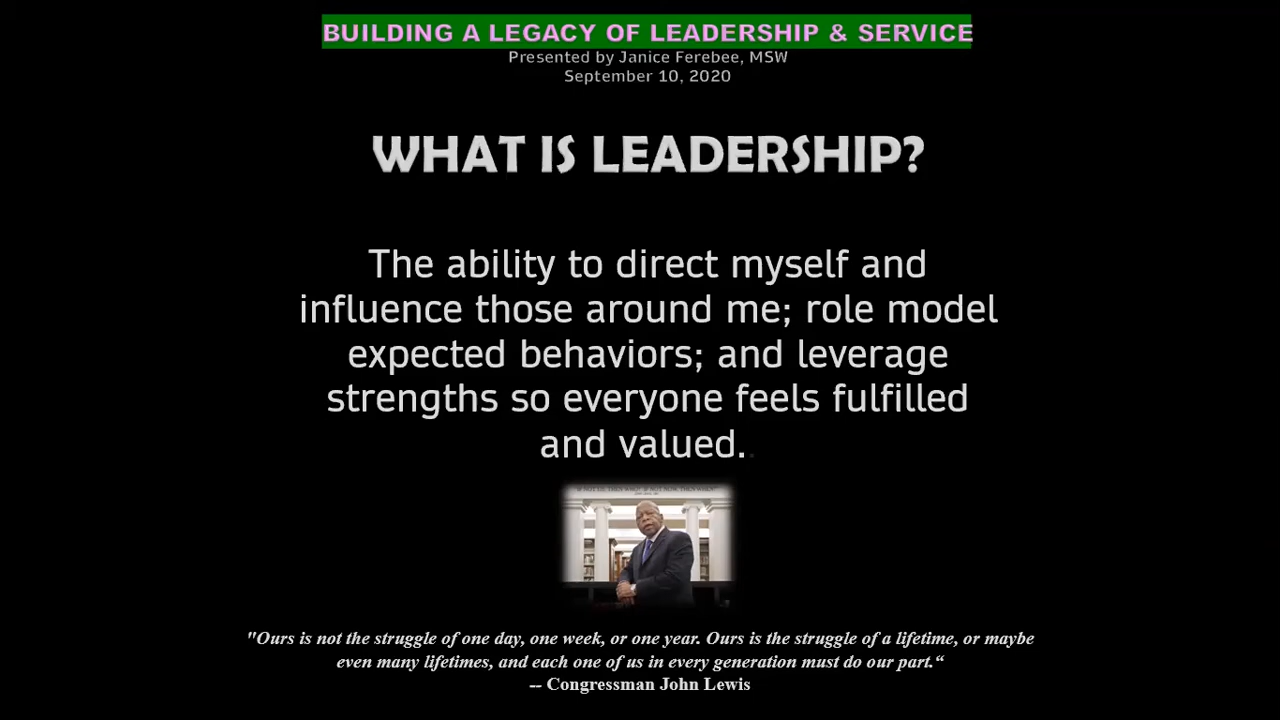 BUILDING A LEGACY OF LEADERSHIP & SERVICE
Presented by Janice Ferebee, MSW
September 10, 2020
WHAT IS LEADERSHIP?
The ability to direct myself and
influence those around me; role model
expected behaviors; and leverage
strengths so everyone feels fulfilled
and valued.
"Ours is not the struggle of one day, one week, or one year. Ours is the struggle of a lifetime, or maybe
even many lifetimes, and each one of us in every generation must do our part.“
-- Congressman John Lewis